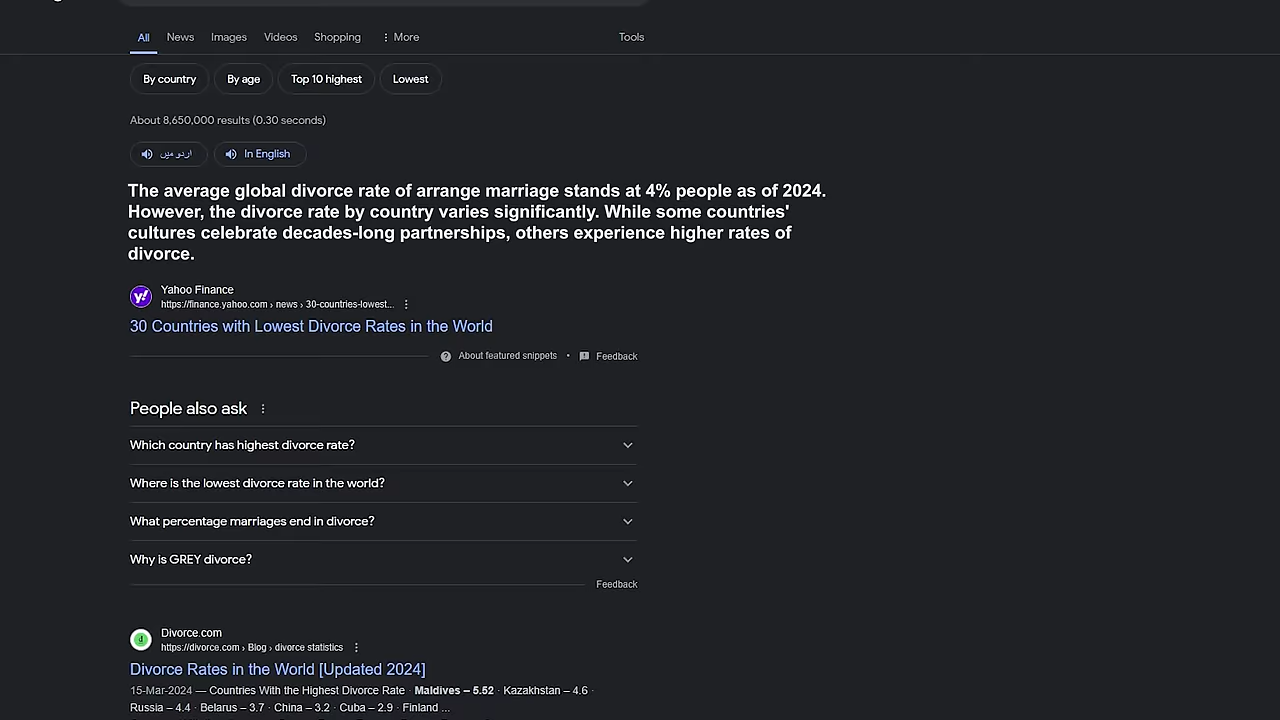 All News Images Videos Shopping More Tools
By country By age Top 10 highest Lowest
About 8,650,000 results (0.30 seconds)
اردو میں In English
The average global divorce rate of arrange marriage stands at 4% people as of 2024.
However, the divorce rate by country varies significantly. While some countries'
cultures celebrate decades-long partnerships, others experience higher rates of
divorce.
y!
Yahoo Finance
https://finance.yahoo.com › news › 30-countries-lowest...
30 Countries with Lowest Divorce Rates in the World
About featured snippets • Feedback
People also ask
Which country has highest divorce rate?
Where is the lowest divorce rate in the world?
What percentage marriages end in divorce?
Why is GREY divorce?
Feedback
d
Divorce.com
https://divorce.com › Blog › divorce statistics
Divorce Rates in the World [Updated 2024]
15-Mar-2024 — Countries With the Highest Divorce Rate · Maldives – 5.52 · Kazakhstan – 4.6 ·
Russia – 4.4 · Belarus – 3.7 · China – 3.2 · Cuba – 2.9 · Finland ...